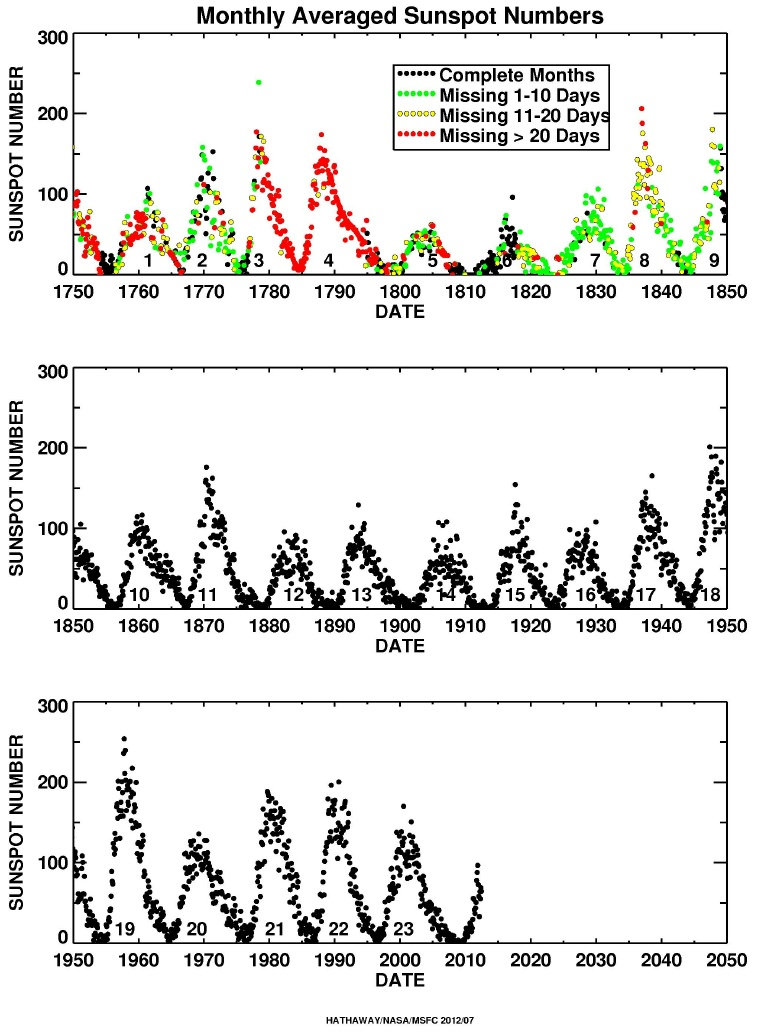 Monthly Averaged Sunspot Numbers
300
200
100
0
SUNSPOT NUMBER
Complete Months
Missing 1-10 Days
Missing 11-20 Days
Missing > 20 Days
1 2 3 4 5 6 7 8 9
1750 1760 1770 1780 1790 1800 1810 1820 1830 1840 1850
DATE
300
200
100
0
SUNSPOT NUMBER
10 11 12 13 14 15 16 17 18
1850 1860 1870 1880 1890 1900 1910 1920 1930 1940 1950
DATE
300
200
100
0
SUNSPOT NUMBER
19 20 21 22 23
1950 1960 1970 1980 1990 2000 2010 2020 2030 2040 2050
DATE
HATHAWAY/NASA/MSFC 2012/07